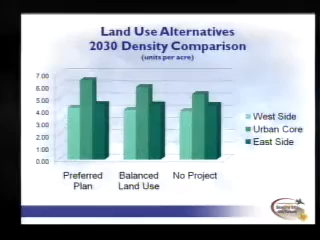 Land Use Alternatives
2030 Density Comparison
(units per acre)
7.00
6.00
5.00
4.00
3.00
2.00
1.00
0.00
Preferred Plan
Balanced Land Use
No Project
West Side
Urban Core
East Side